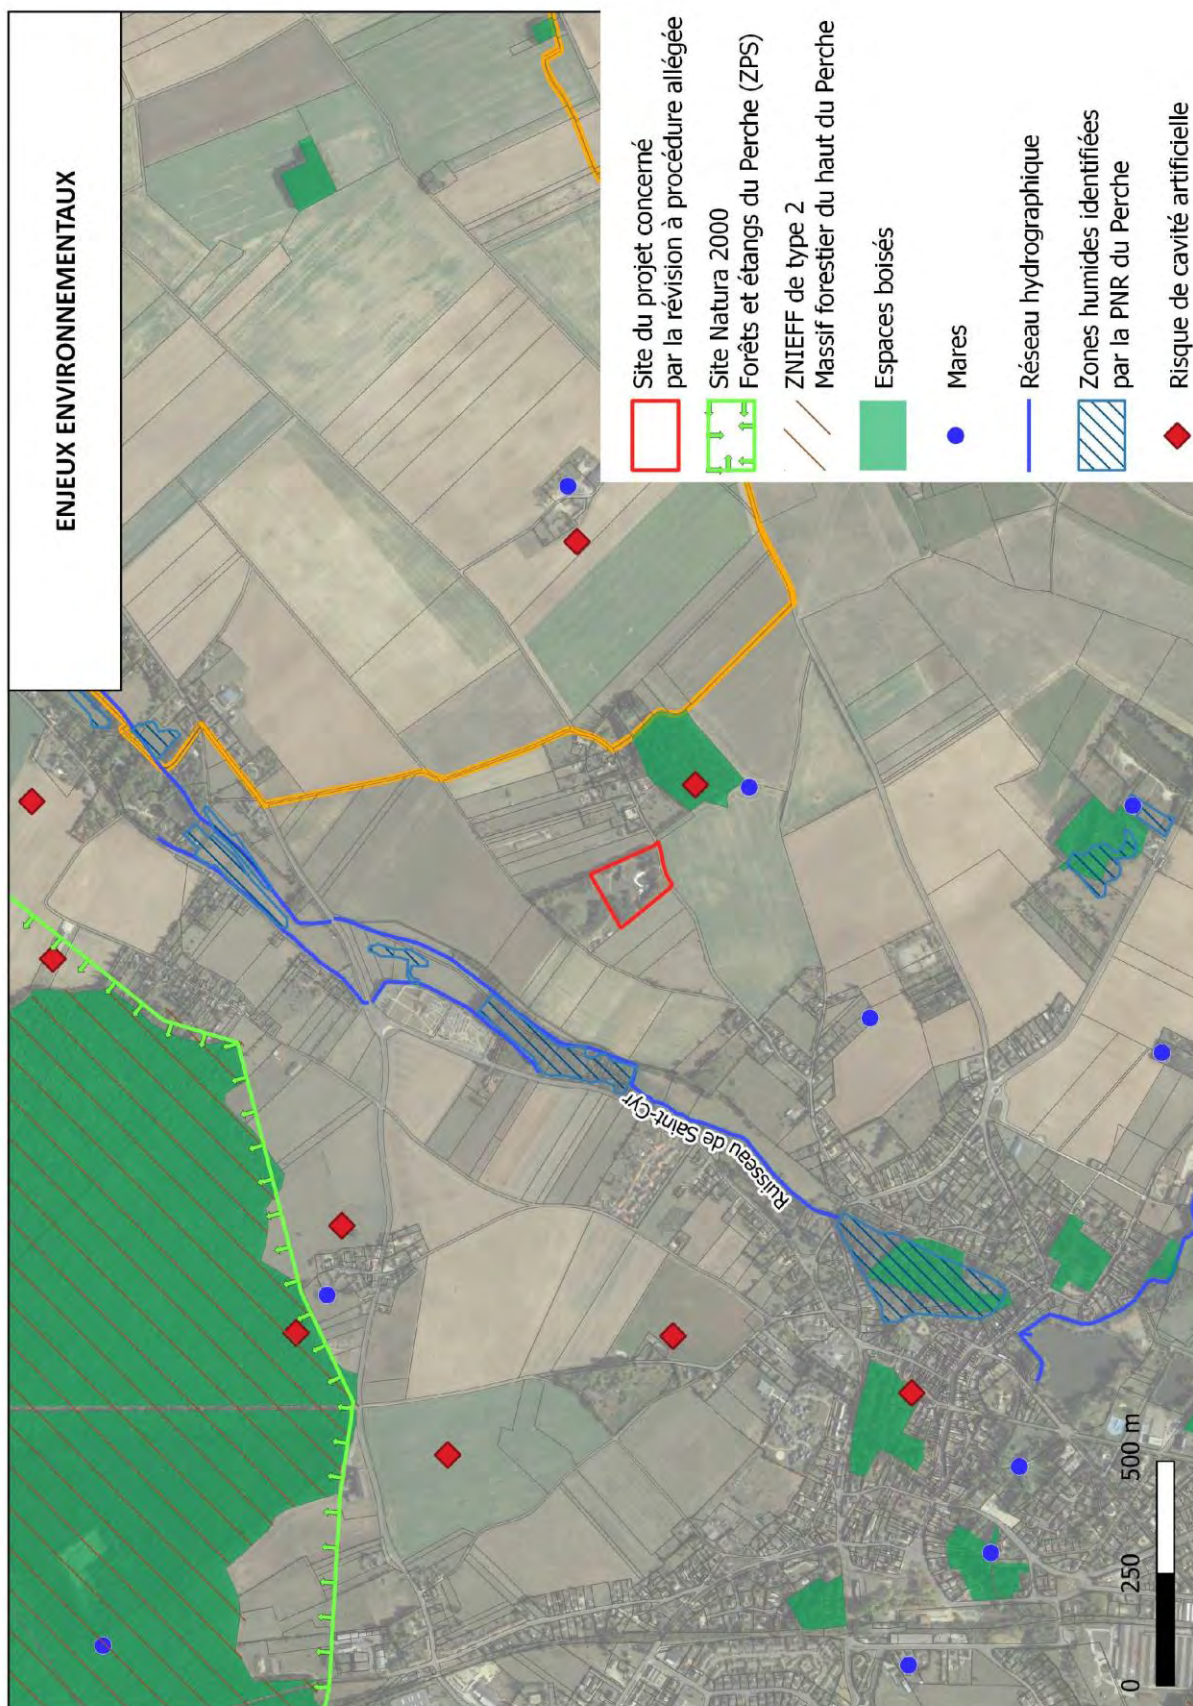 ENJEUX ENVIRONNEMENTAUX
Site du projet concerné
par la révision à procédure allégée
Site Natura 2000
Forêts et étangs du Perche (ZPS)
ZNIEFF de type 2
Massif forestier du haut du Perche
Espaces boisés
Mares
Réseau hydrographique
Zones humides identifiées
par la PNR du Perche
Risque de cavité artificielle
Ruisseau de Saint-Cyr
0 250 500 m